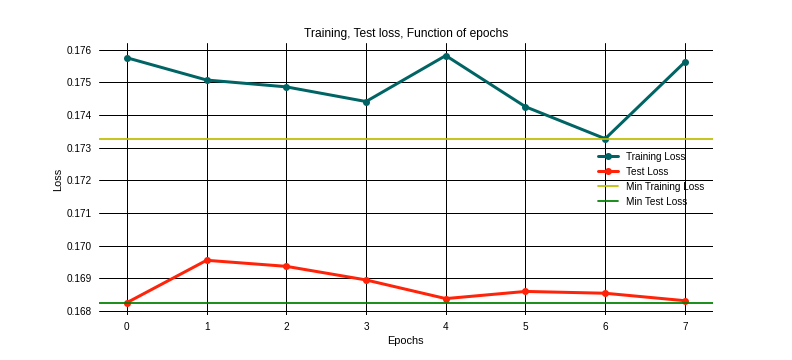 Training, Test loss, Function of epochs
0.176
0.175
0.174
0.173
0.172
0.171
0.170
0.169
0.168
Loss
Training Loss
Test Loss
Min Training Loss
Min Test Loss
0 1 2 3 4 5 6 7
Epochs